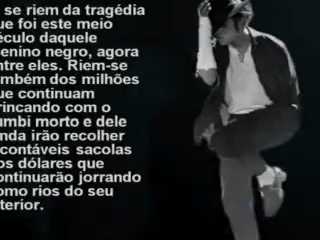 se riem da tragédia
ue foi este meio
éculo daquele
enino negro, agora
ntre eles. Riem-se
ambém dos milhões
ue continuam
rincando com o
umbi morto e dele
nda irão recolher
contáveis sacolas
os dólares que
ontinuarão jorrando
omo rios do seu
terior.